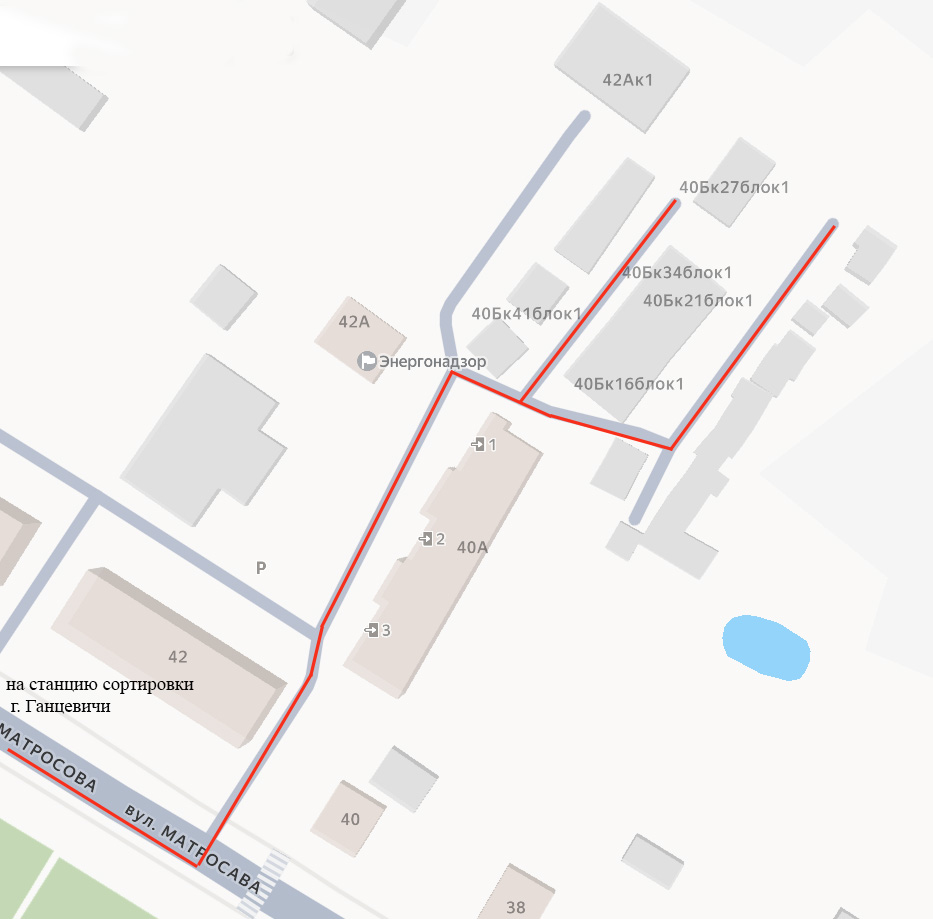 42Ак1
40Бк27блок1
40Бк34блок1
40Бк21блок1
40Бк41блок1
42А
Энергонадзор
40Бк16блок1
1
2
40А
P
3
42
на станцию сортировки
г. Ганцевичи
МАТРОСОВА
вул. МАТРОСАВА
40
38